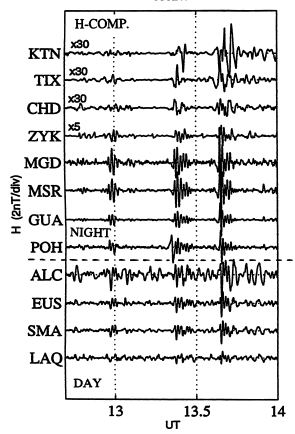 H-COMP.
x30
KTN
x30
TIX
x30
CHD
x5
ZYK
MGD
MSR
GUA
NIGHT
POH
ALC
EUS
SMA
LAQ
DAY
H (2nT/div)
13 13.5 14
UT